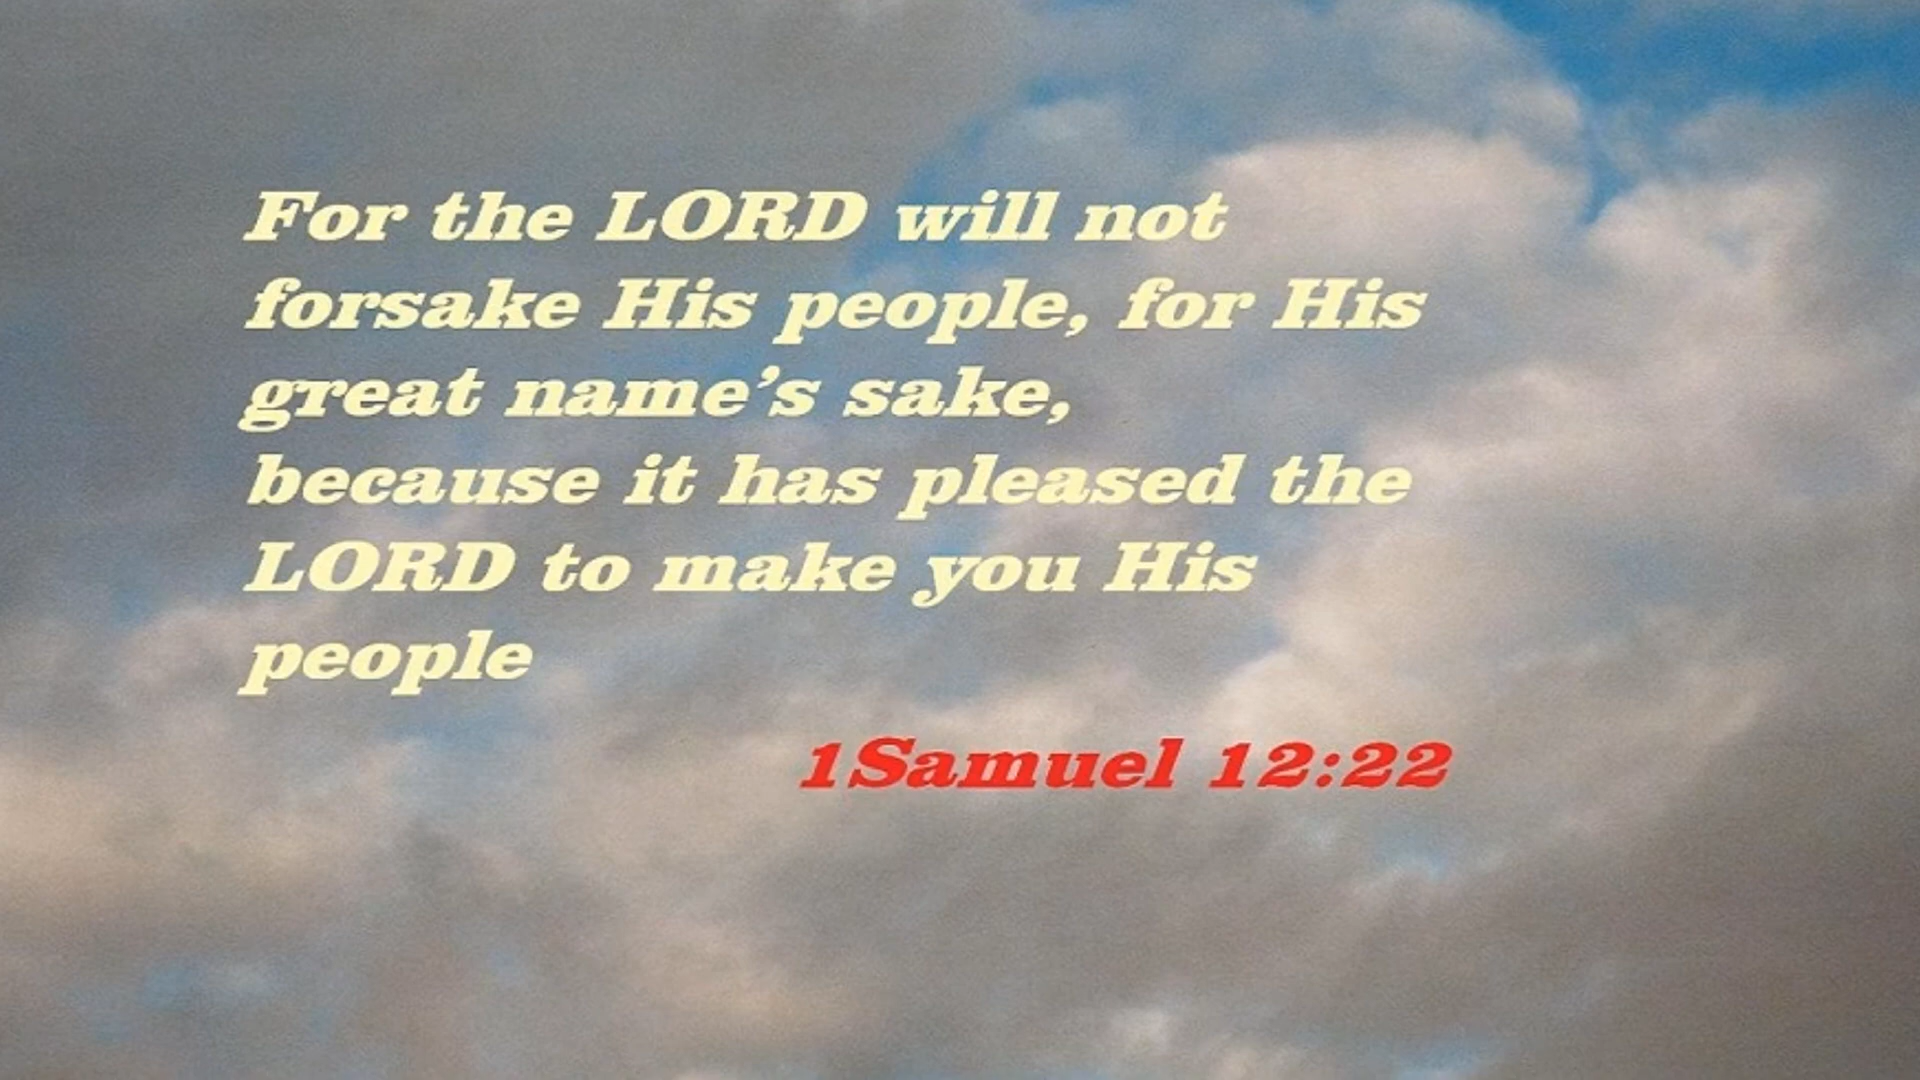 For the LORD will not
forsake His people, for His
great name’s sake,
because it has pleased the
LORD to make you His
people
1Samuel 12:22